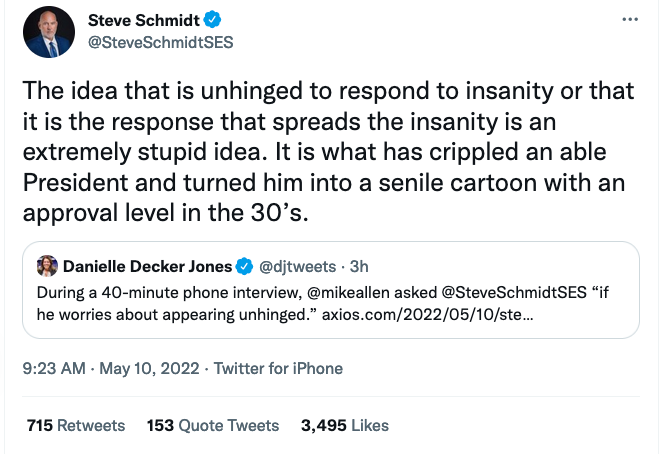 Steve Schmidt
@SteveSchmidtSES
The idea that is unhinged to respond to insanity or that
it is the response that spreads the insanity is an
extremely stupid idea. It is what has crippled an able
President and turned him into a senile cartoon with an
approval level in the 30’s.
Danielle Decker Jones @djtweets · 3h
During a 40-minute phone interview, @mikeallen asked @SteveSchmidtSES “if
he worries about appearing unhinged.” axios.com/2022/05/10/ste…
9:23 AM · May 10, 2022 · Twitter for iPhone
715 Retweets 153 Quote Tweets 3,495 Likes